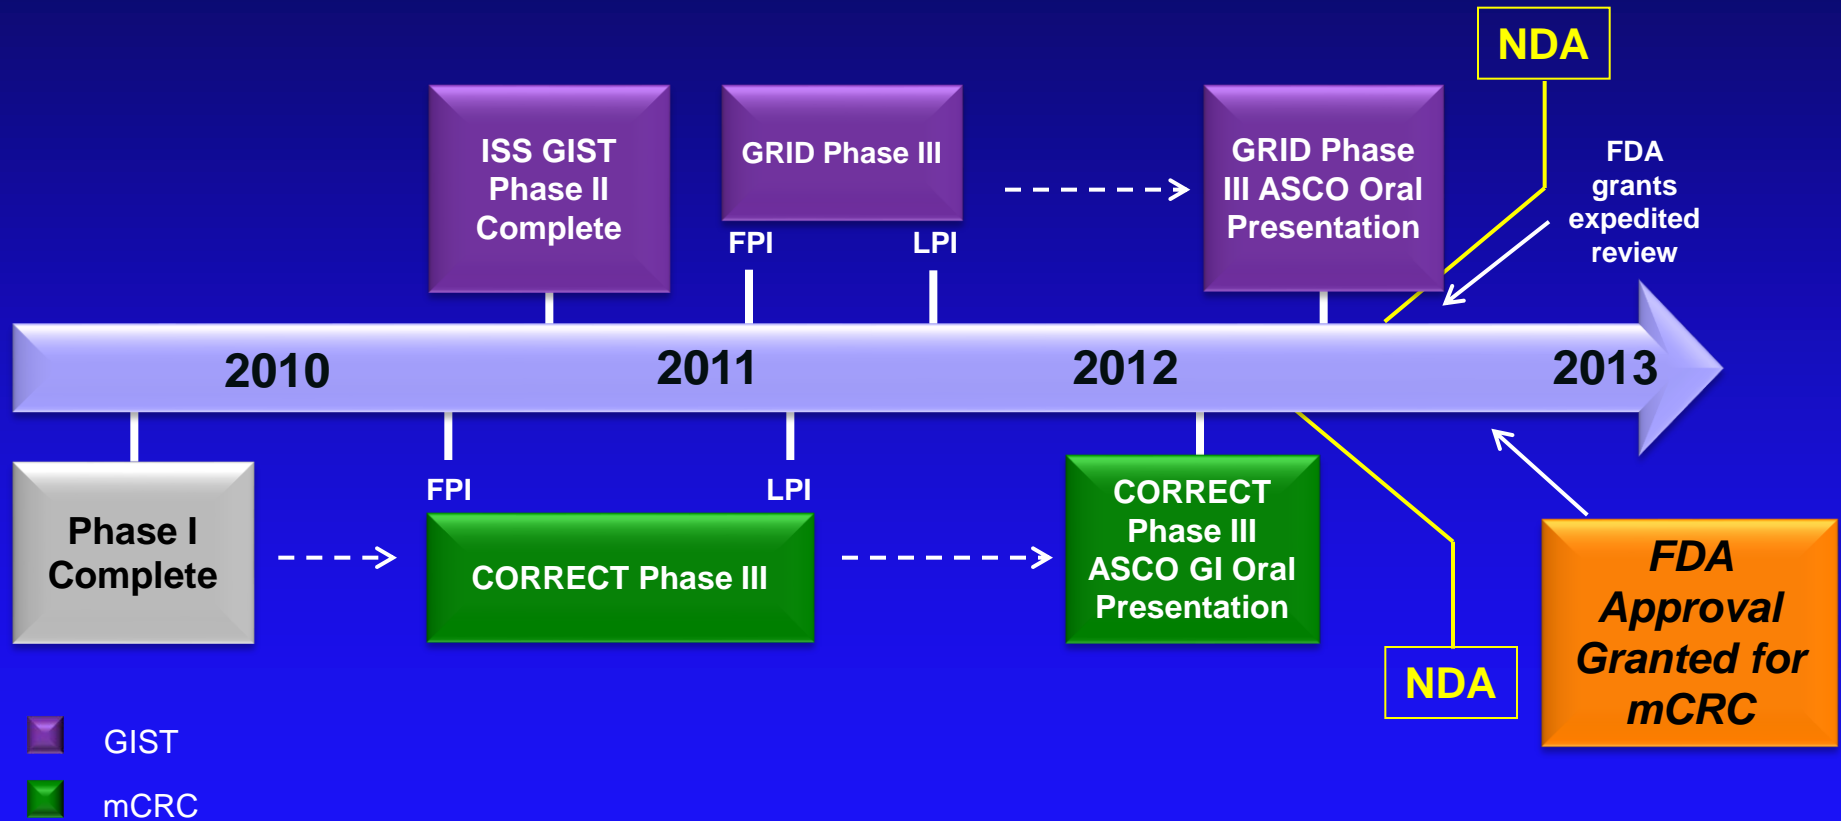 NDA
ISS GIST
Phase II
Complete
GRID Phase III
GRID Phase
III ASCO Oral
Presentation
FDA
grants
expedited
review
FPI
LPI
2010
2011
2012
2013
FPI
LPI
Phase I
Complete
CORRECT Phase III
CORRECT
Phase III
ASCO GI Oral
Presentation
NDA
FDA
Approval
Granted for
mCRC
GIST
mCRC